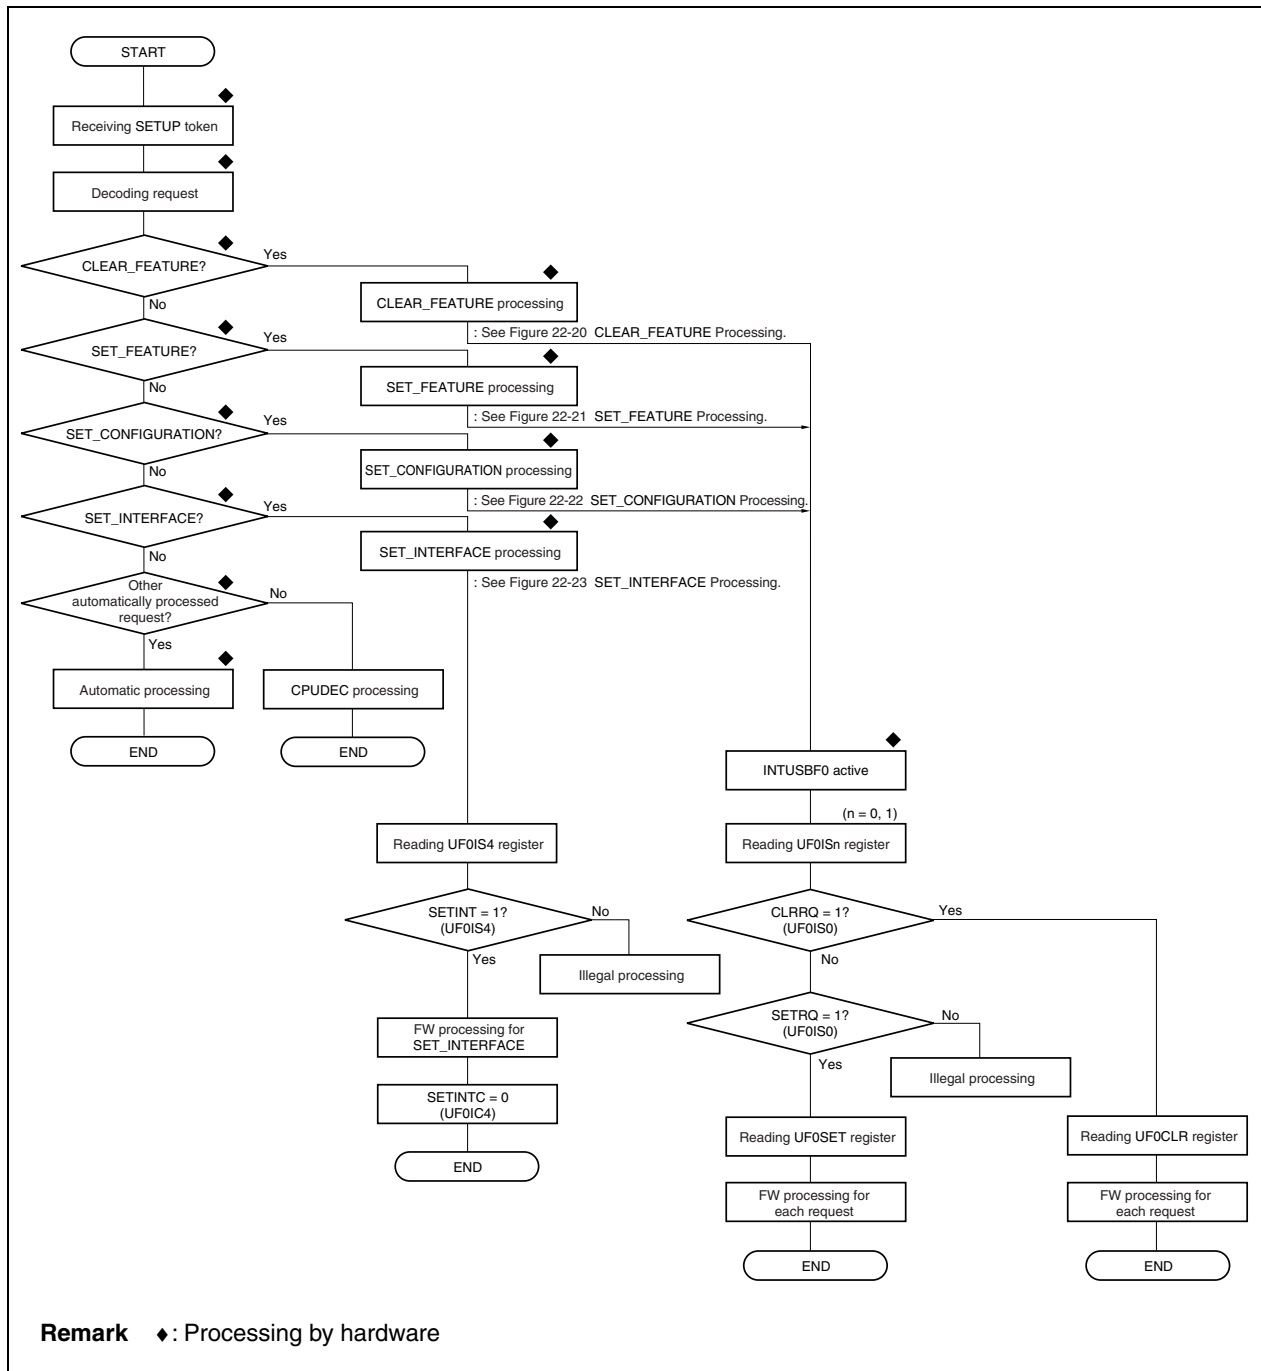 START
Receiving SETUP token
Decoding request
CLEAR_FEATURE?
Yes
No
CLEAR_FEATURE processing
: See Figure 22-20 CLEAR_FEATURE Processing.
SET_FEATURE?
Yes
No
SET_FEATURE processing
: See Figure 22-21 SET_FEATURE Processing.
SET_CONFIGURATION?
Yes
No
SET_CONFIGURATION processing
: See Figure 22-22 SET_CONFIGURATION Processing.
SET_INTERFACE?
Yes
No
SET_INTERFACE processing
: See Figure 22-23 SET_INTERFACE Processing.
Other
automatically processed
request?
No
Yes
Automatic processing
CPUDEC processing
END
END
INTUSBF0 active
(n = 0, 1)
Reading UF0IS4 register
Reading UF0ISn register
SETINT = 1?
(UF0IS4)
No
Yes
Illegal processing
CLRRQ = 1?
(UF0IS0)
Yes
No
FW processing for
SET_INTERFACE
SETRQ = 1?
(UF0IS0)
No
Yes
Illegal processing
SETINTC = 0
(UF0IC4)
END
Reading UF0SET register
Reading UF0CLR register
FW processing for
each request
FW processing for
each request
END
END
Remark ♦: Processing by hardware